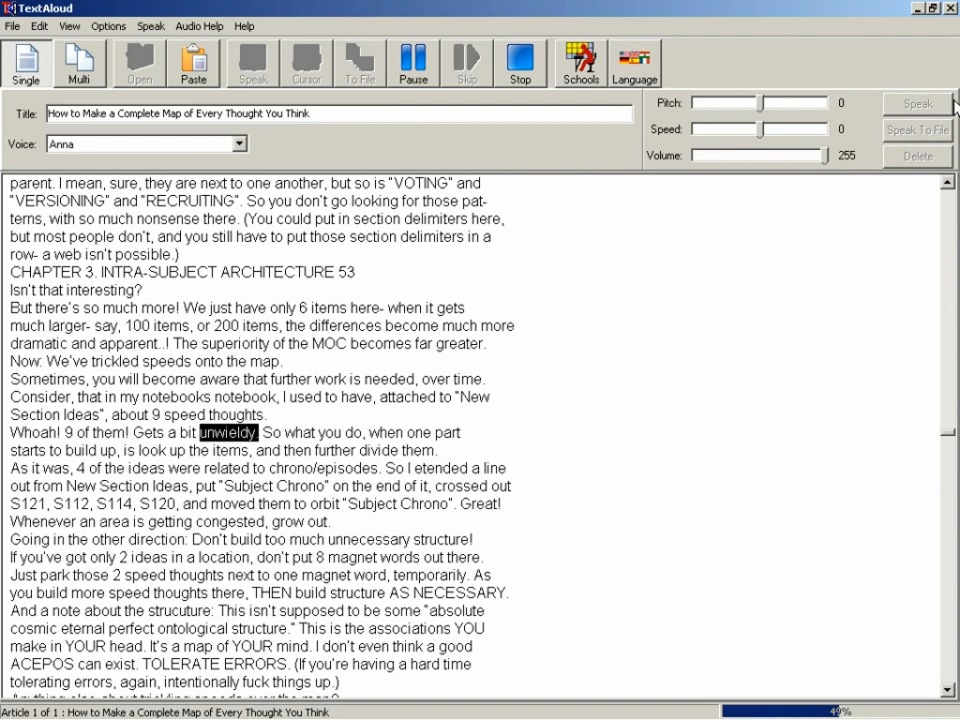 TextAloud
File Edit View Options Speak Audio Help Help
Single Multi Open Paste Speak Cursor To File Pause Skip Stop Schools Language
Title: How to Make a Complete Map of Every Thought You Think
Voice: Anna
Pitch: 0 Speak
Speed: 0 Speak To File
Volume: 255 Delete
parent. I mean, sure, they are next to one another, but so is "VOTING" and
"VERSIONING" and "RECRUITING". So you don't go looking for those pat-
terns, with so much nonsense there. (You could put in section delimiters here,
but most people don't, and you still have to put those section delimiters in a
row- a web isn't possible.)
CHAPTER 3. INTRA-SUBJECT ARCHITECTURE 53
Isn't that interesting?
But there's so much more! We just have only 6 items here- when it gets
much larger- say, 100 items, or 200 items, the differences become much more
dramatic and apparent..! The superiority of the MOC becomes far greater.
Now: We've trickled speeds onto the map.
Sometimes, you will become aware that further work is needed, over time.
Consider, that in my notebooks notebook, I used to have, attached to "New
Section Ideas", about 9 speed thoughts.
Whoah! 9 of them! Gets a bit unwieldy. So what you do, when one part
starts to build up, is look up the items, and then further divide them.
As it was, 4 of the ideas were related to chrono/episodes. So I etended a line
out from New Section Ideas, put "Subject Chrono" on the end of it, crossed out
S121, S112, S114, S120, and moved them to orbit "Subject Chrono". Great!
Whenever an area is getting congested, grow out.
Going in the other direction: Don't build too much unnecessary structure!
If you've got only 2 ideas in a location, don't put 8 magnet words out there.
Just park those 2 speed thoughts next to one magnet word, temporarily. As
you build more speed thoughts there, THEN build structure AS NECESSARY.
And a note about the strucuture: This isn't supposed to be some "absolute
cosmic eternal perfect ontological structure." This is the associations YOU
make in YOUR head. It's a map of YOUR mind. I don't even think a good
ACEPOS can exist. TOLERATE ERRORS. (If you're having a hard time
tolerating errors, again, intentionally fuck things up.)
Anything else about trickling speeds over the map?
Article 1 of 1 : How to Make a Complete Map of Every Thought You Think 49%